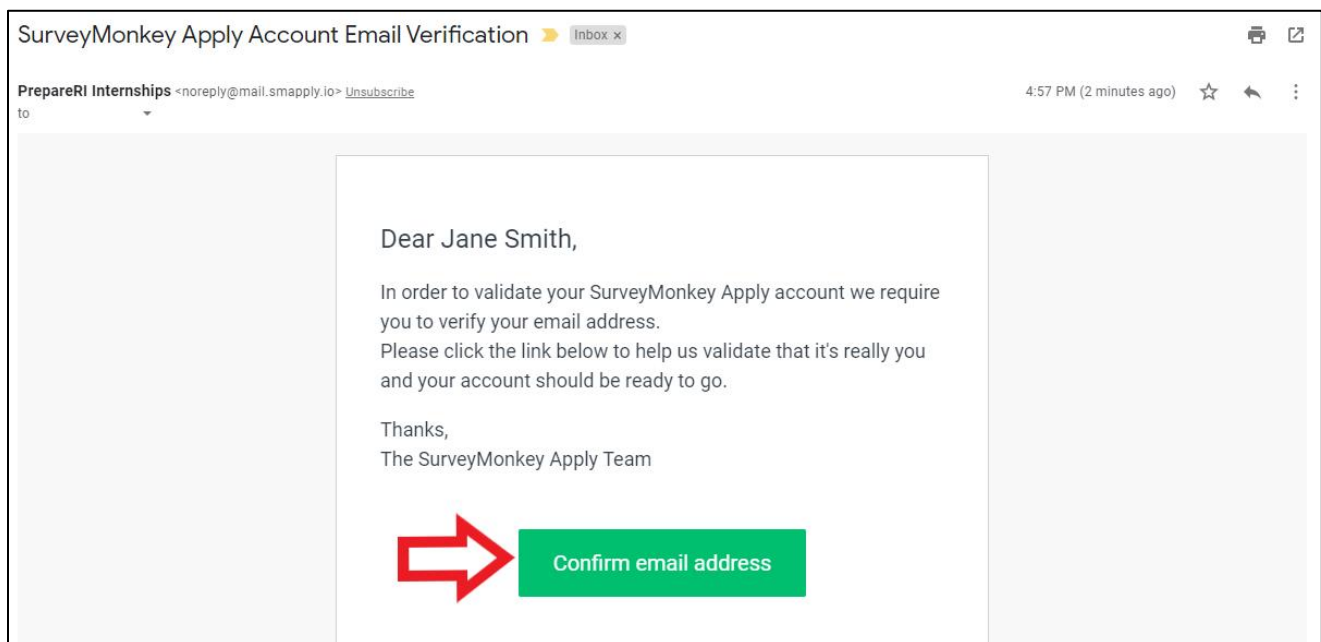 SurveyMonkey Apply Account Email Verification Inbox x
PrepareRI Internships <noreply@mail.smapply.io> Unsubscribe 4:57 PM (2 minutes ago)
to
Dear Jane Smith,
In order to validate your SurveyMonkey Apply account we require
you to verify your email address.
Please click the link below to help us validate that it's really you
and your account should be ready to go.
Thanks,
The SurveyMonkey Apply Team
Confirm email address